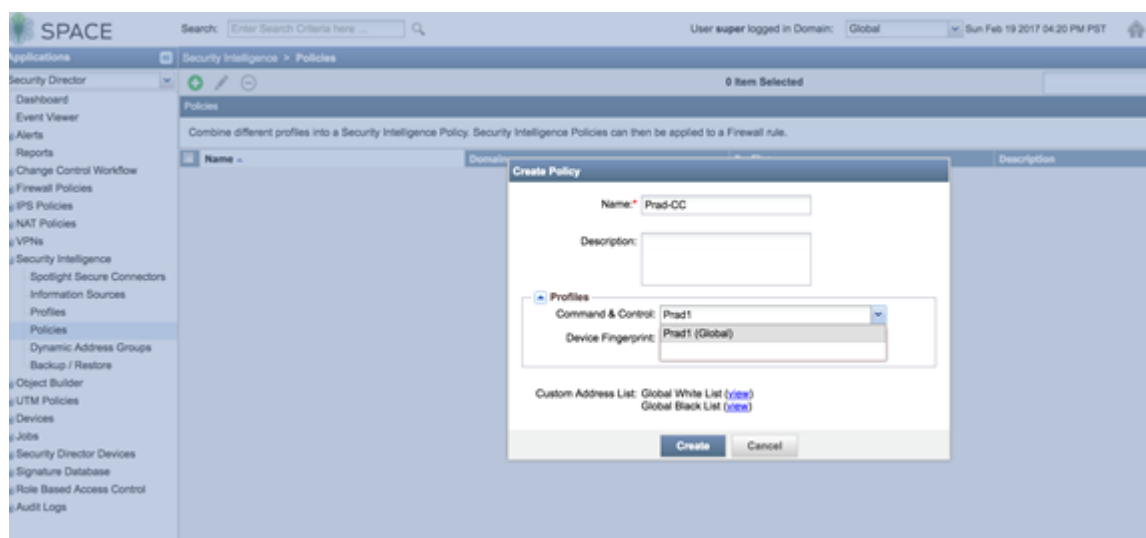 SPACE
Search: Enter Search Criteria here ...
User super logged in Domain: Global Sun Feb 19 2017 04:20 PM PST
Applications
Security Intelligence > Policies
Security Director
0 Item Selected
Dashboard
Policies
Event Viewer
Alerts
Combine different profiles into a Security Intelligence Policy. Security Intelligence Policies can then be applied to a Firewall rule.
Reports
Name Domain Description
Change Control Workflow
Firewall Policies
IPS Policies
NAT Policies
VPNs
Security Intelligence
Spotlight Secure Connectors
Information Sources
Profiles
Policies
Dynamic Address Groups
Backup / Restore
Object Builder
UTM Policies
Devices
Jobs
Security Director Devices
Signature Database
Role Based Access Control
Audit Logs
Create Policy
Name:* Prad-CC
Description:
Profiles
Command & Control: Prad1
Device Fingerprint: Prad1 (Global)
Custom Address List: Global White List (view)
Global Black List (view)
Create Cancel